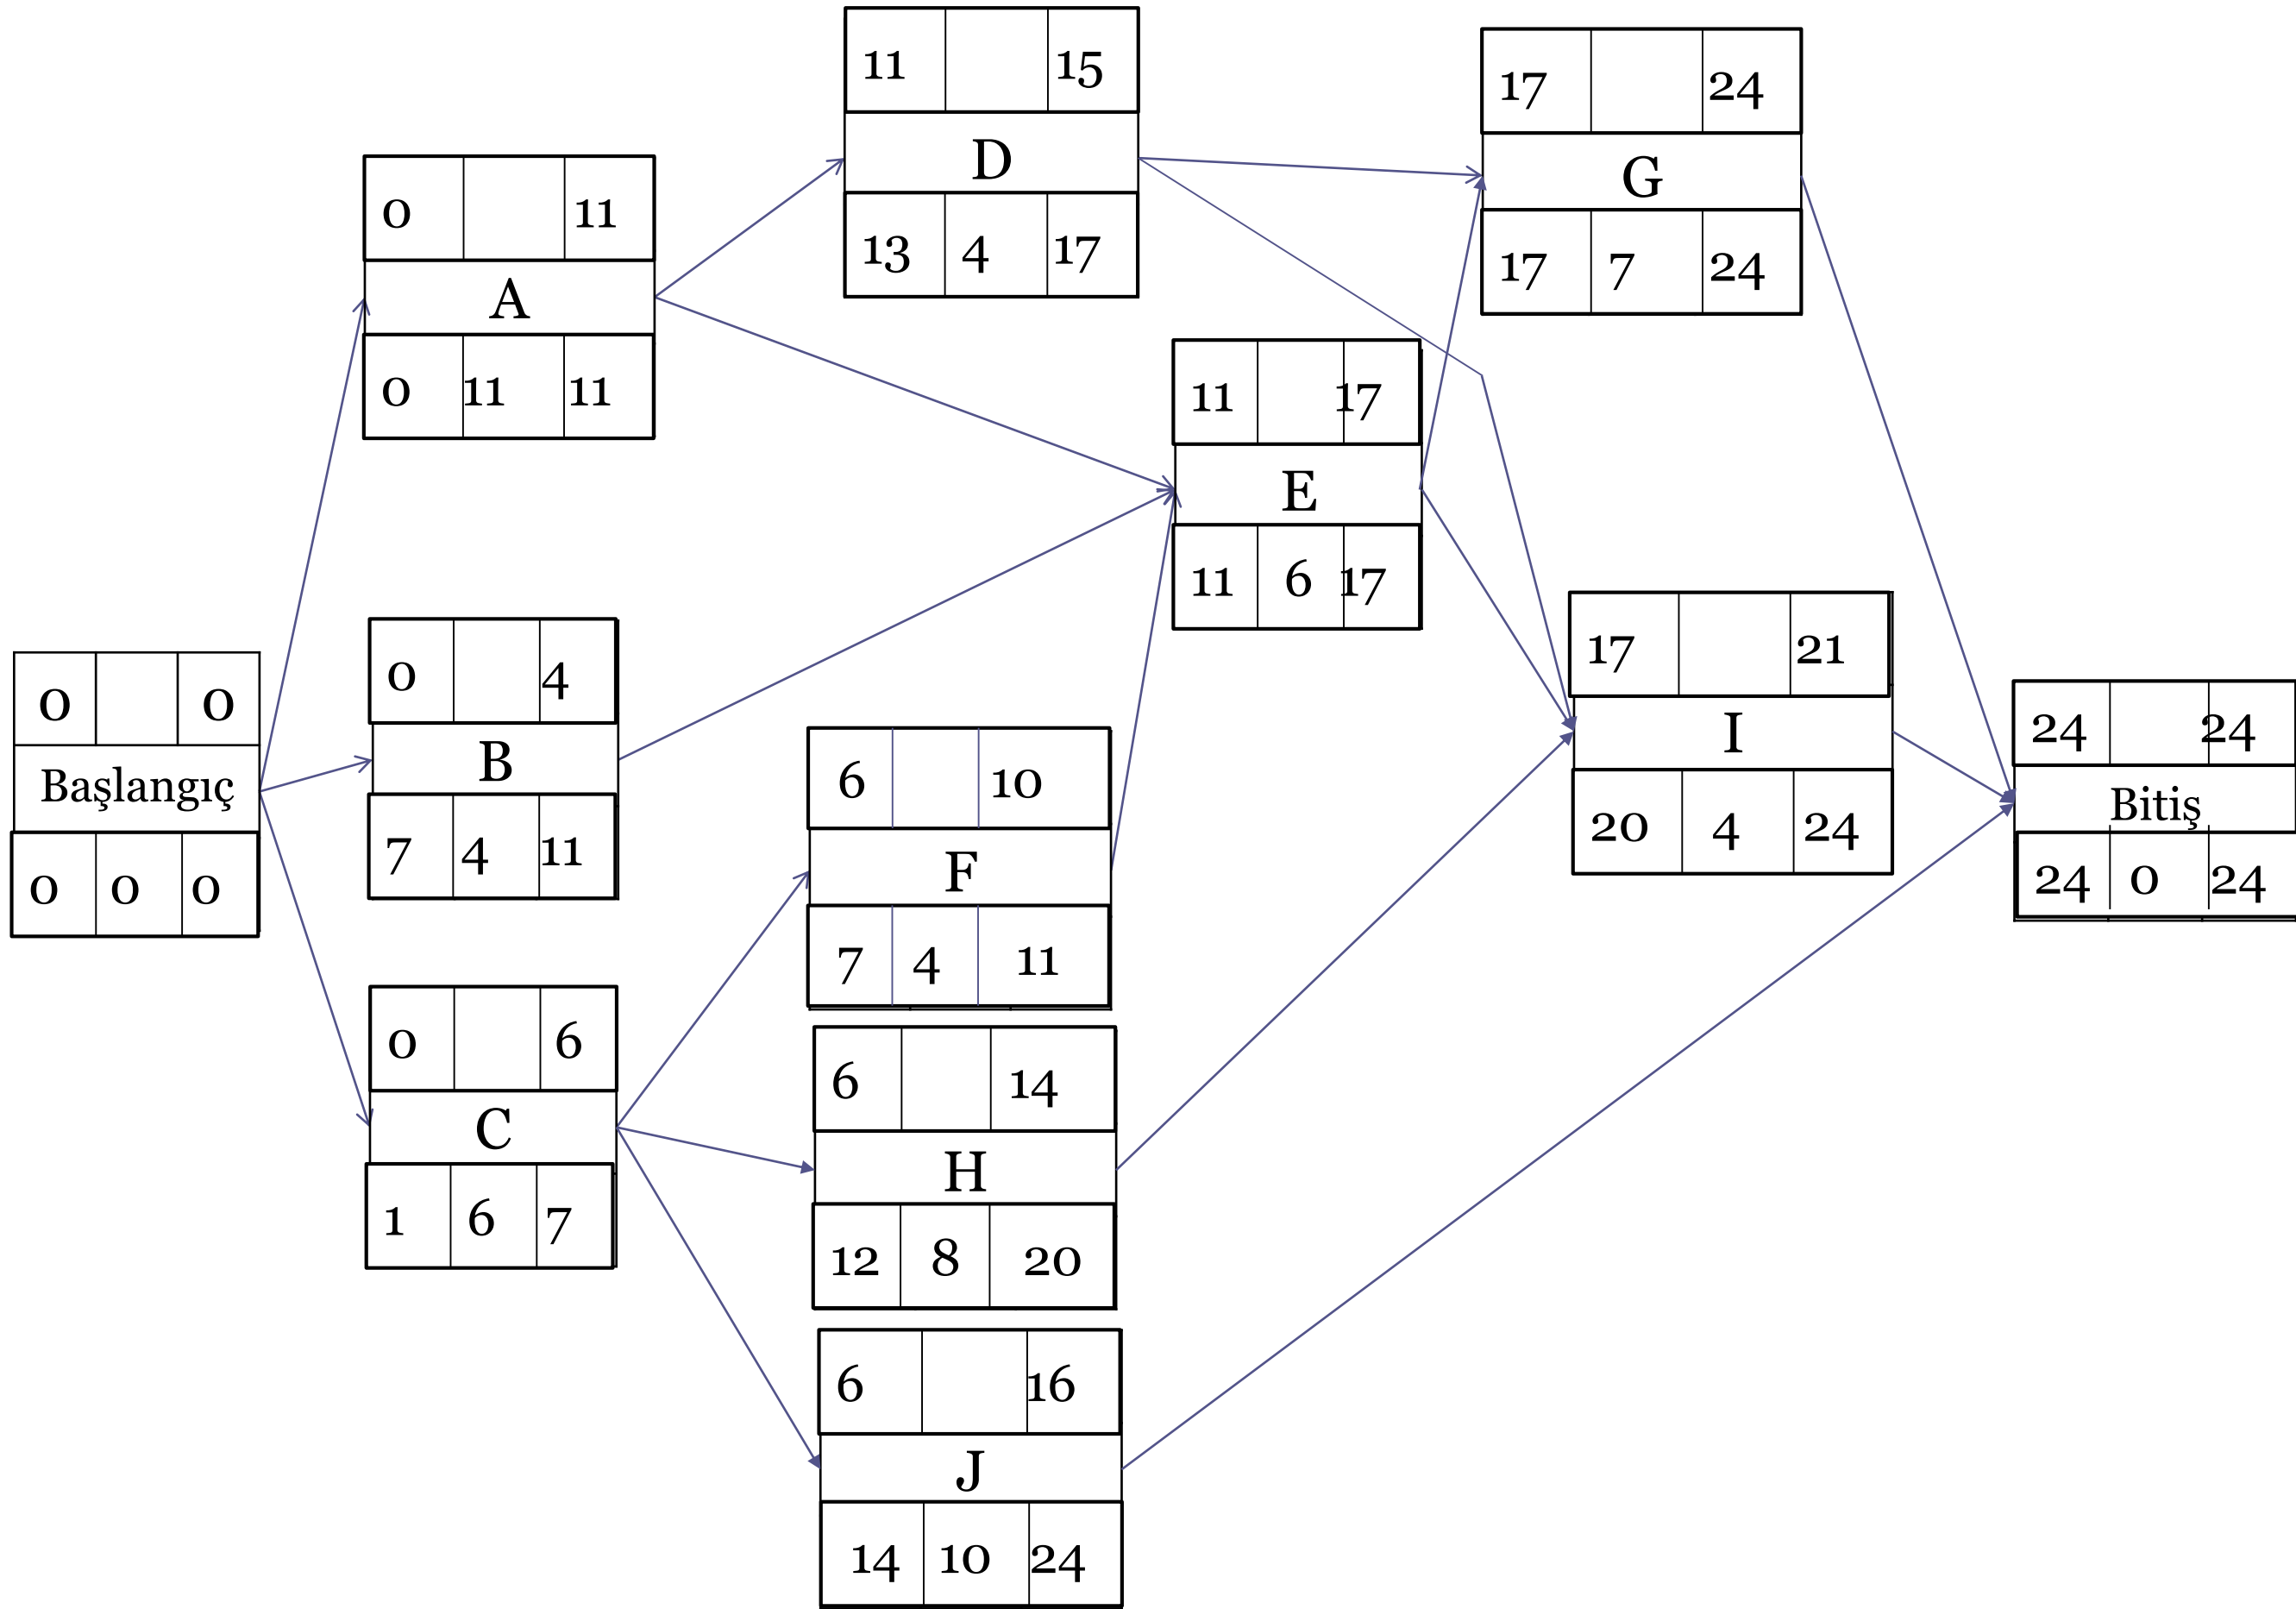 11 15
D
13 4 17
17 24
G
17 7 24
0 11
A
0 11 11
11 17
E
11 6 17
0 4
B
7 4 11
0 0
Başlangıç
0 0 0
17 21
I
20 4 24
24 24
Bitiş
24 0 24
6 10
F
7 4 11
0 6
C
1 6 7
6 14
H
12 8 20
6 16
J
14 10 24